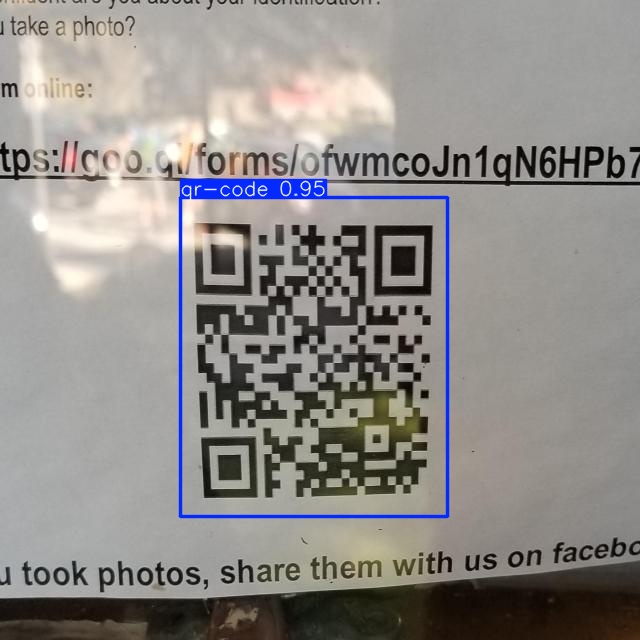 you take a photo?
m online:
tps://goo.gl/forms/ofwmcoJn1qN6HPb7
qr-code 0.95
u took photos, share them with us on facebo